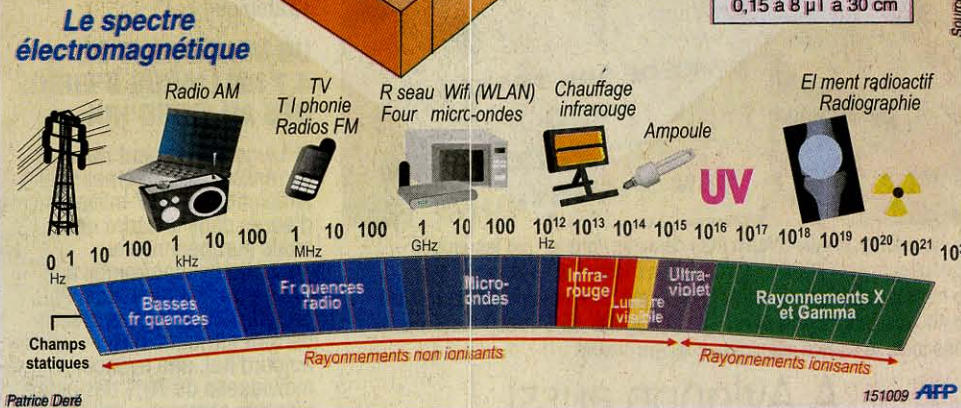 0,15 à 8 µT à 30 cm
Source
Le spectre
électromagnétique
Radio AM
TV
T l phonie
Radios FM
R seau Wifi (WLAN)
Four micro-ondes
Chauffage
infrarouge
Ampoule
UV
El ment radioactif
Radiographie
0 Hz 1 10 100 1 kHz 10 100 1 MHz 10 100 1 GHz 10 100 10¹² Hz 10¹³ 10¹⁴ 10¹⁵ 10¹⁶ 10¹⁷ 10¹⁸ 10¹⁹ 10²⁰ 10²¹
Basses
fr quences
Fr quences
radio
Micro-
ondes
Infra-
rouge
Lum re
visible
Ultra-
violet
Rayonnements X
et Gamma
Champs
statiques
Rayonnements non ionisants
Rayonnements ionisants
Patrice Deré
151009 AFP